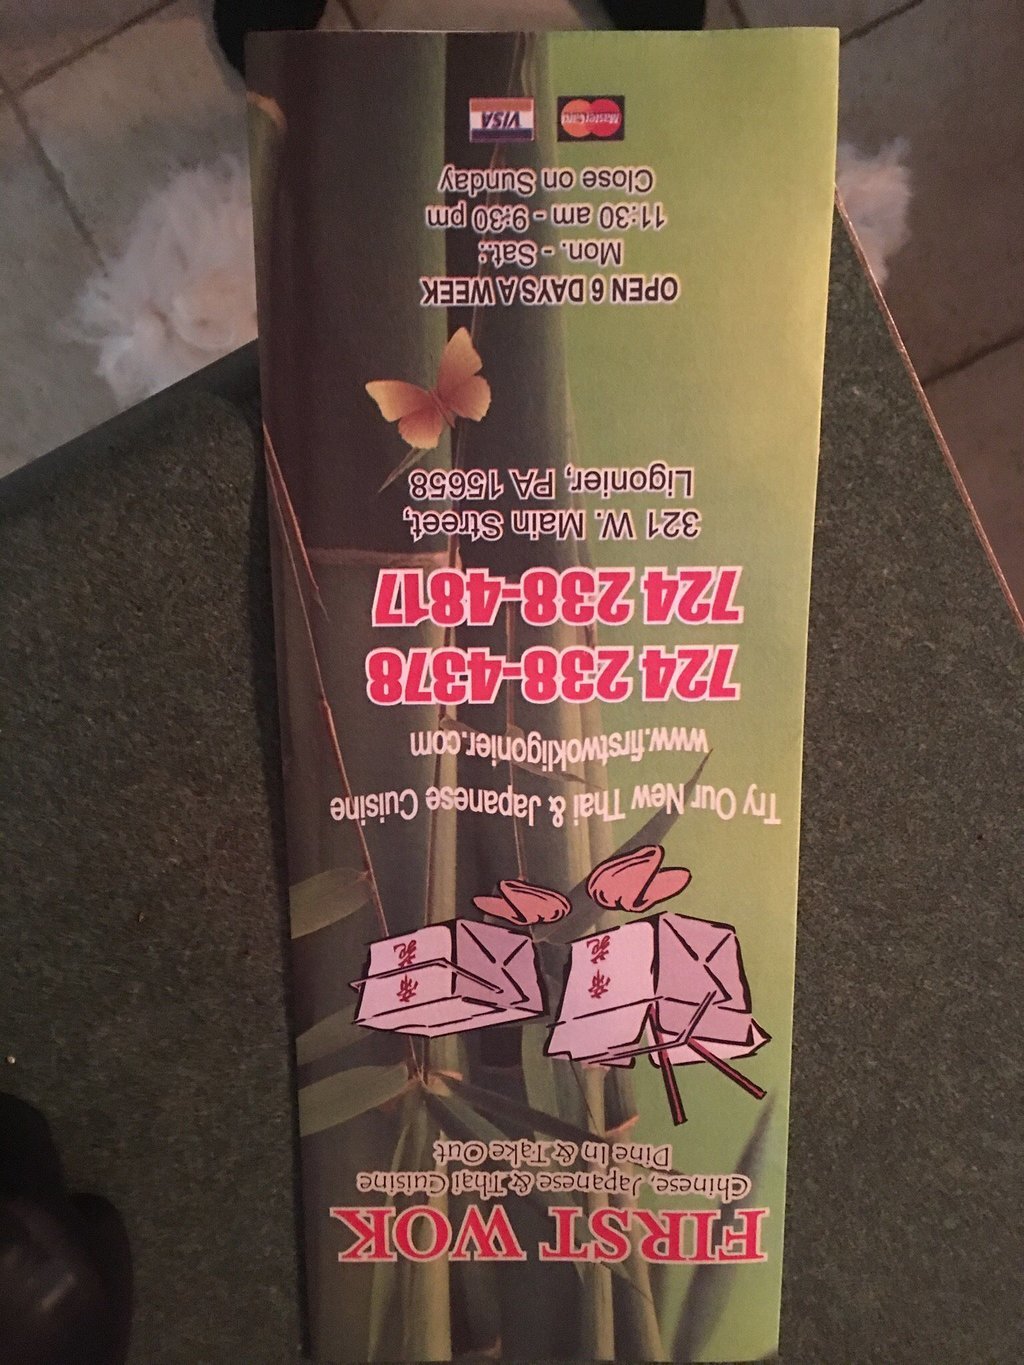 FIRST WOK
Chinese, Japanese & Thai Cuisine
Dine In & Take Out
Try Our New Thai & Japanese Cuisine
www.firstwokligonier.com
724 238-4378
724 238-4817
321 W. Main Street,
Ligonier, PA 15658
OPEN 6 DAYS A WEEK
Mon. - Sat.:
11:30 am - 9:30 pm
Close on Sunday
MasterCard VISA